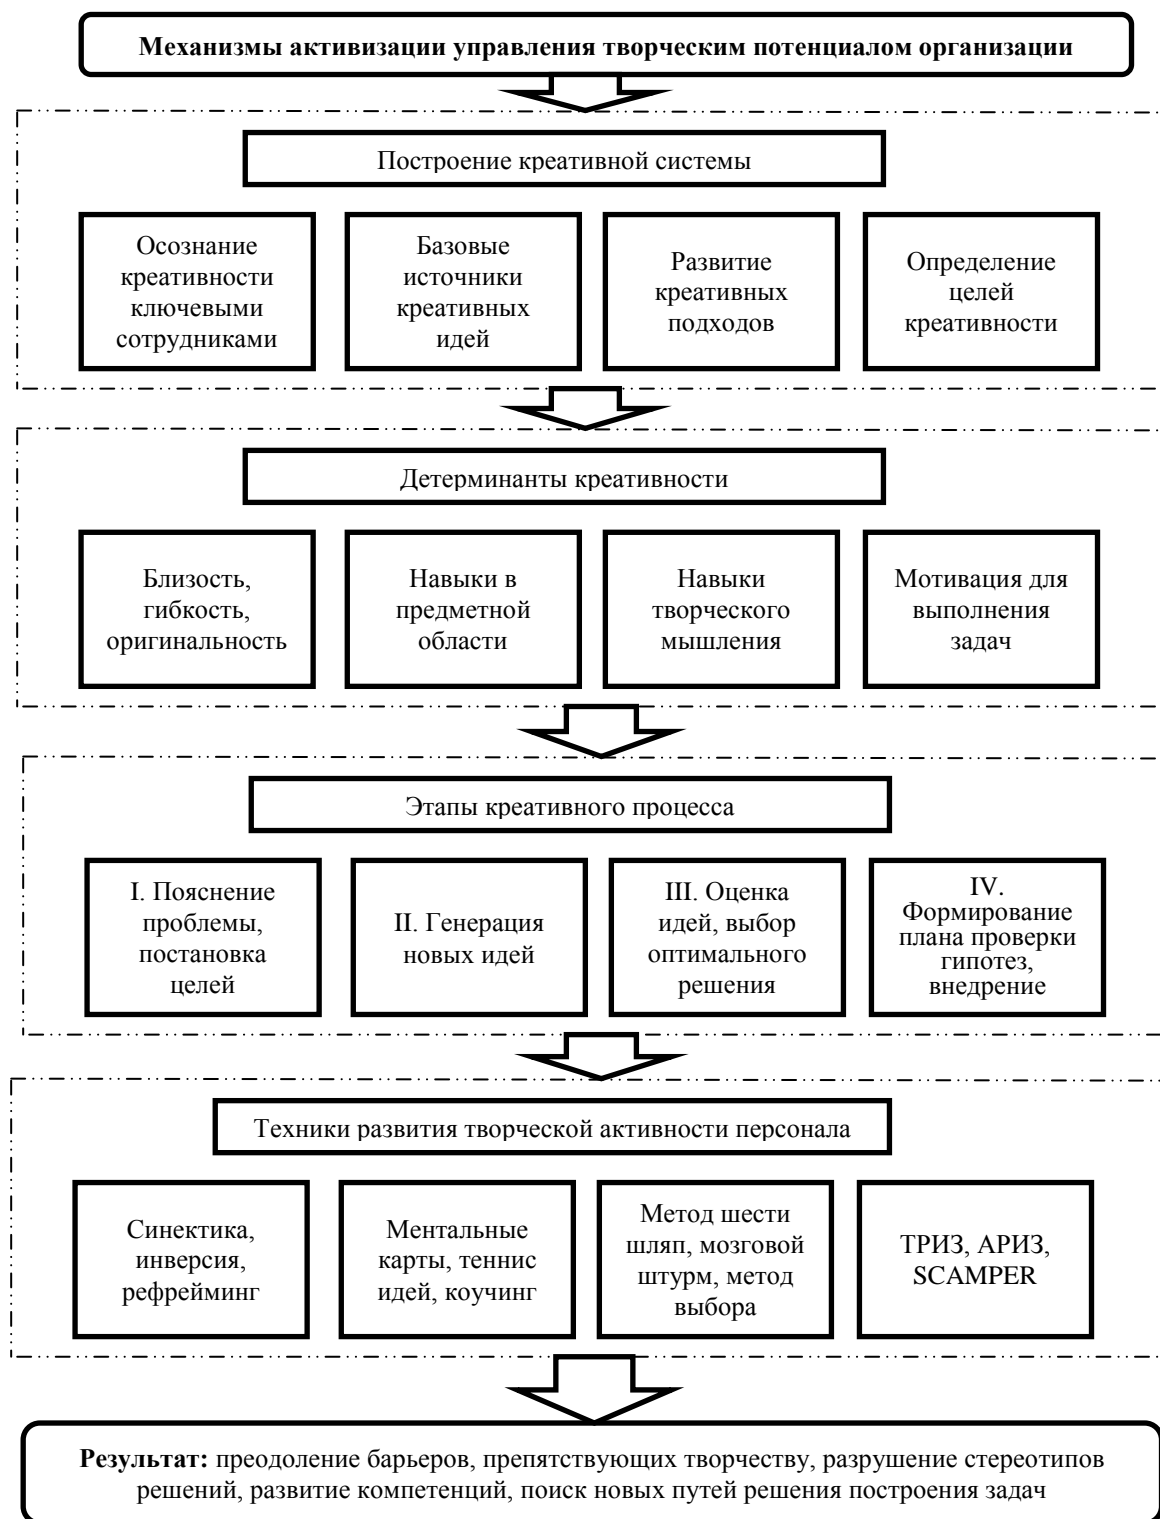 Механизмы активизации управления творческим потенциалом организации
Построение креативной системы
Осознание
креативности
ключевыми
сотрудниками
Базовые
источники
креативных
идей
Развитие
креативных
подходов
Определение
целей
креативности
Детерминанты креативности
Близость,
гибкость,
оригинальность
Навыки в
предметной
области
Навыки
творческого
мышления
Мотивация для
выполнения
задач
Этапы креативного процесса
I. Пояснение
проблемы,
постановка
целей
II. Генерация
новых идей
III. Оценка
идей, выбор
оптимального
решения
IV.
Формирование
плана проверки
гипотез,
внедрение
Техники развития творческой активности персонала
Синектика,
инверсия,
рефрейминг
Ментальные
карты, теннис
идей, коучинг
Метод шести
шляп, мозговой
штурм, метод
выбора
ТРИЗ, АРИЗ,
SCAMPER
Результат: преодоление барьеров, препятствующих творчеству, разрушение стереотипов
решений, развитие компетенций, поиск новых путей решения построения задач